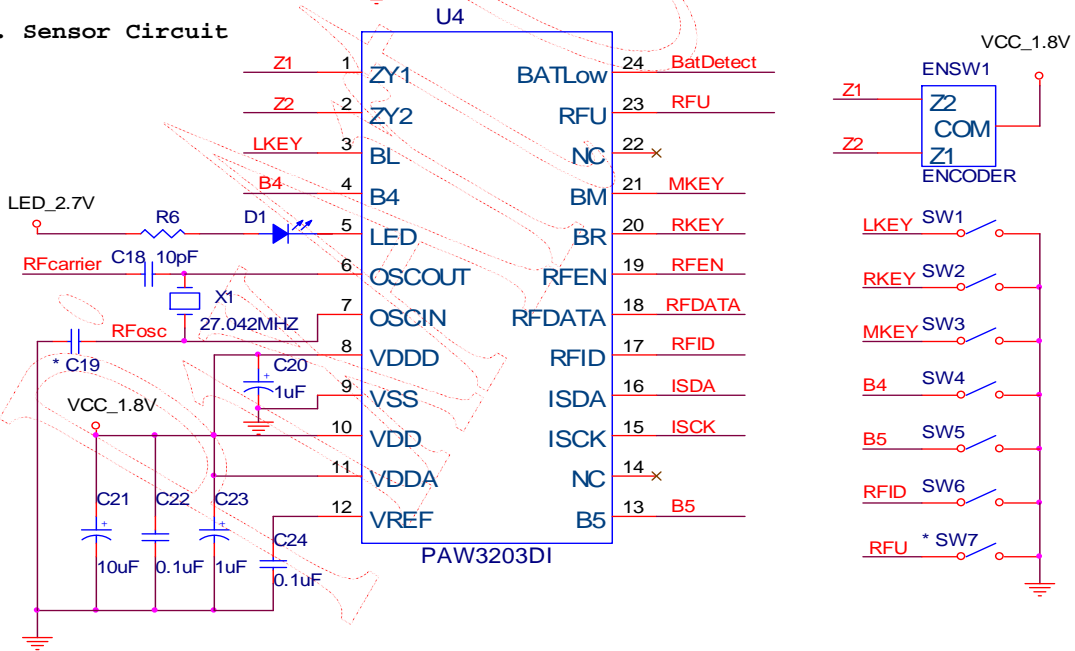 . Sensor Circuit
U4
VCC_1.8V
Z1 1 ZY1 BATLow 24 BatDetect
Z2 2 ZY2 RFU 23 RFU
LKEY 3 BL NC 22
B4 4 B4 BM 21 MKEY
LED_2.7V R6 D1 5 LED BR 20 RKEY
RFcarrier C18 10pF 6 OSCOUT RFEN 19 RFEN
X1 27.042MHZ
RFosc 7 OSCIN RFDATA 18 RFDATA
* C19
8 VDDD RFID 17 RFID
C20
1uF
9 VSS ISDA 16 ISDA
VCC_1.8V
10 VDD ISCK 15 ISCK
11 VDDA NC 14
12 VREF B5 13 B5
C21
10uF
C22
0.1uF
C23
1uF
C24
0.1uF
PAW3203DI
ENSW1
Z1 Z2
COM
Z2 Z1
ENCODER
LKEY SW1
RKEY SW2
MKEY SW3
B4 SW4
B5 SW5
RFID SW6
RFU * SW7